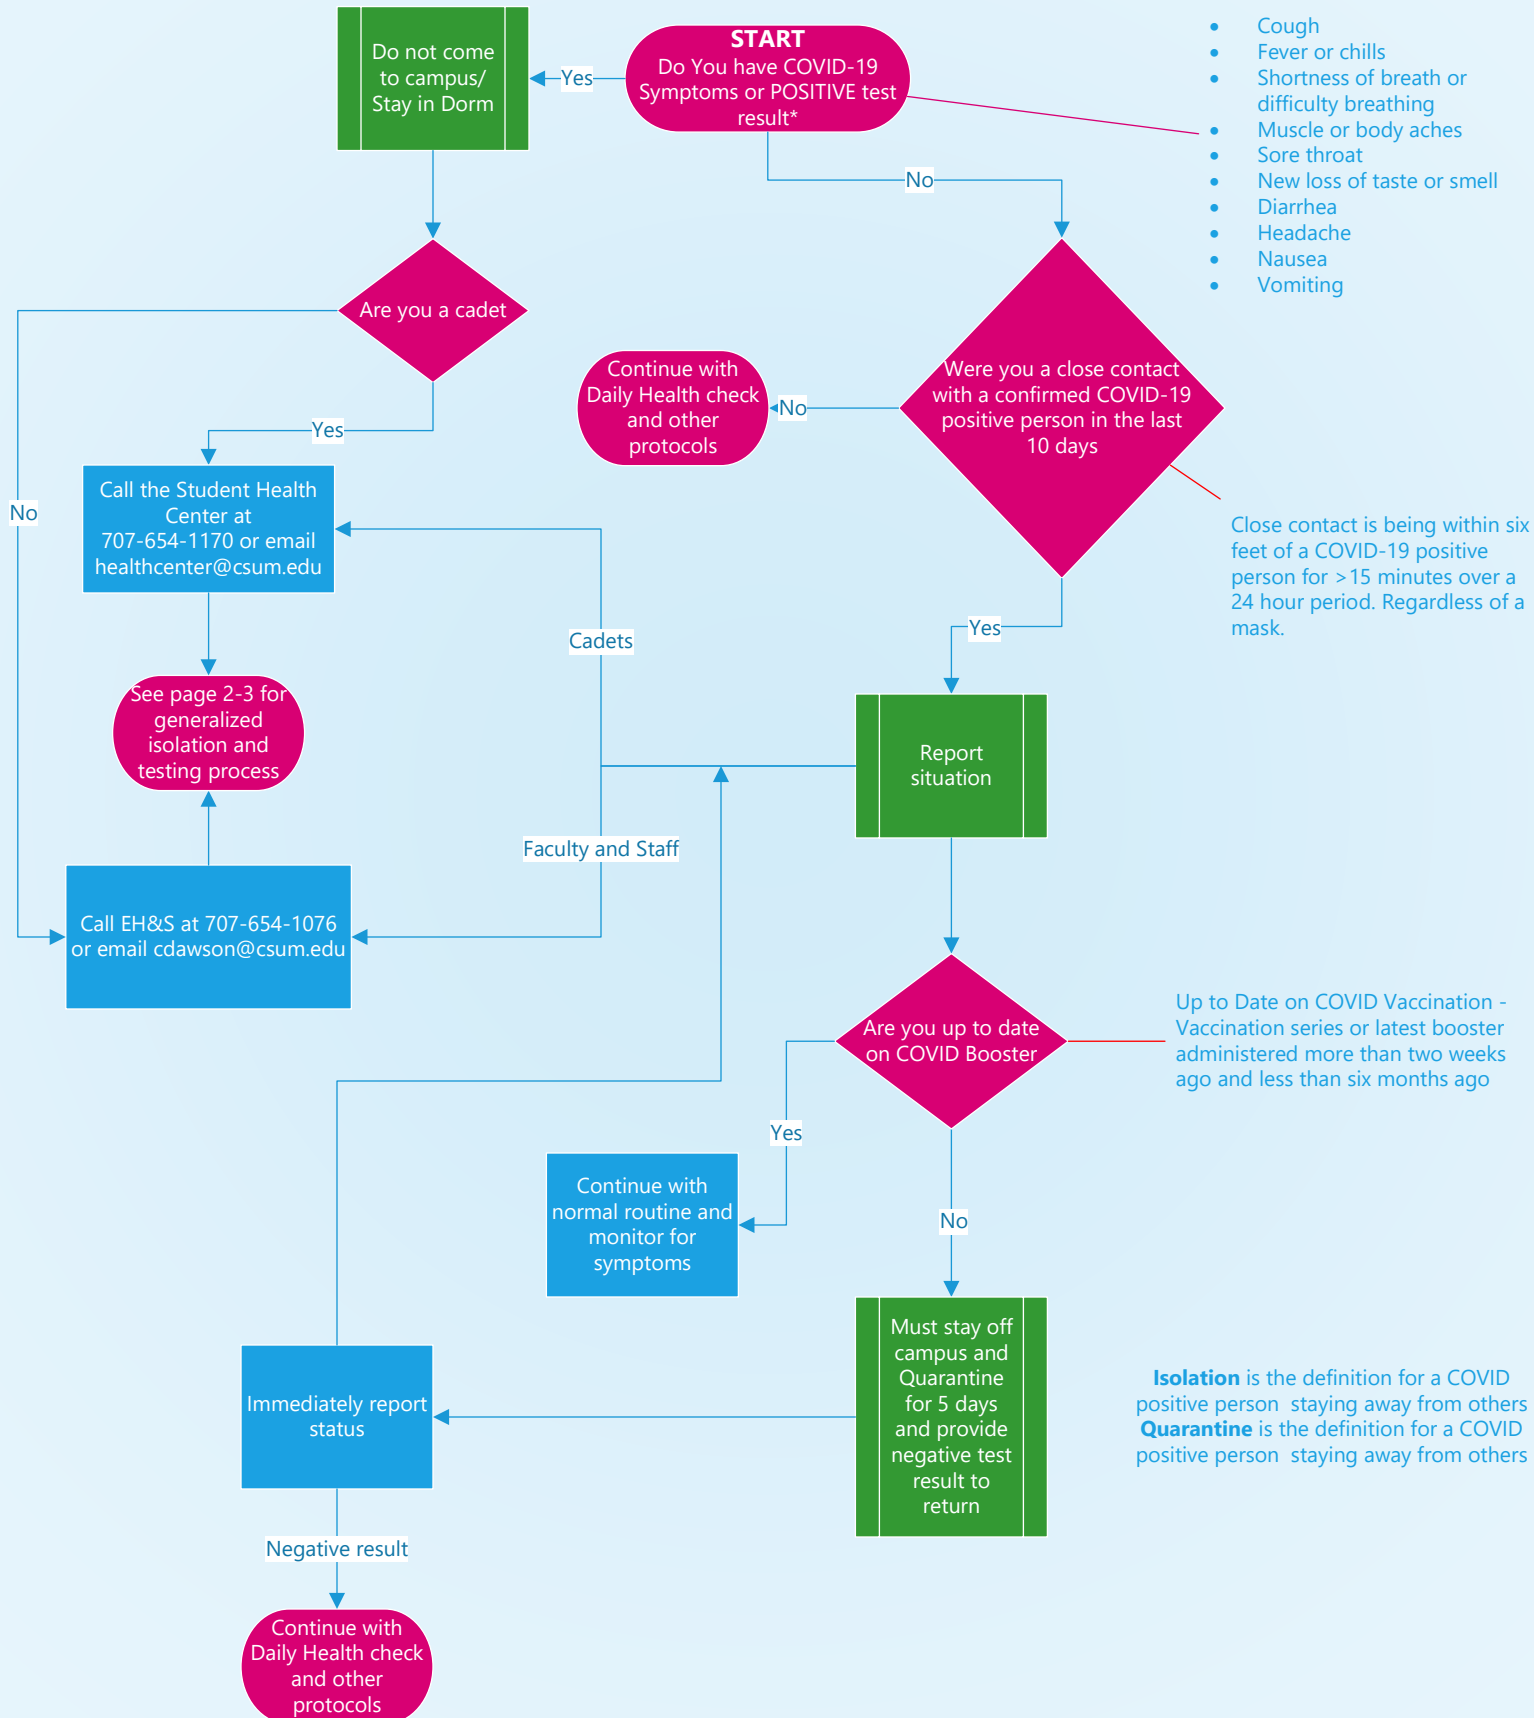 Do not come
to campus/
Stay in Dorm
Yes
START
Do You have COVID-19
Symptoms or POSITIVE test
result*
• Cough
• Fever or chills
• Shortness of breath or
difficulty breathing
• Muscle or body aches
• Sore throat
• New loss of taste or smell
• Diarrhea
• Headache
• Nausea
• Vomiting
No
Are you a cadet
Were you a close contact
with a confirmed COVID-19
positive person in the last
10 days
No
Continue with
Daily Health check
and other
protocols
Yes
No
Call the Student Health
Center at
707-654-1170 or email
healthcenter@csum.edu
Close contact is being within six
feet of a COVID-19 positive
person for >15 minutes over a
24 hour period. Regardless of a
mask.
Yes
Cadets
See page 2-3 for
generalized
isolation and
testing process
Report
situation
Faculty and Staff
Call EH&S at 707-654-1076
or email cdawson@csum.edu
Are you up to date
on COVID Booster
Up to Date on COVID Vaccination -
Vaccination series or latest booster
administered more than two weeks
ago and less than six months ago
Yes
Continue with
normal routine and
monitor for
symptoms
No
Must stay off
campus and
Quarantine
for 5 days
and provide
negative test
result to
return
Immediately report
status
Isolation is the definition for a COVID
positive person staying away from others
Quarantine is the definition for a COVID
positive person staying away from others
Negative result
Continue with
Daily Health check
and other
protocols